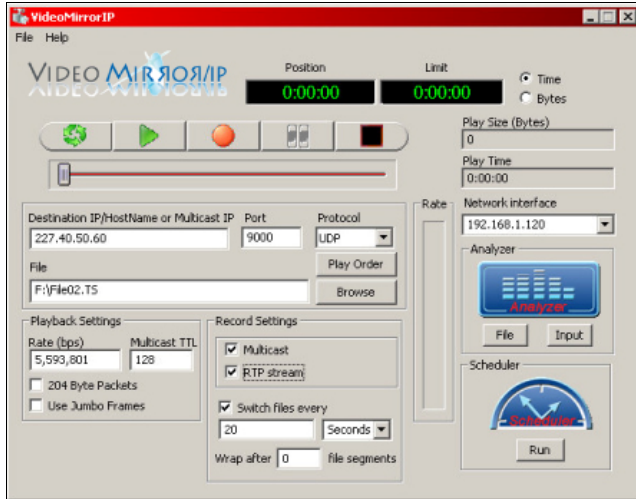 VideoMirrorIP
File Help
VIDEO MIRROR/IP
Position
Limit
0:00:00
0:00:00
Time
Bytes
Play Size (Bytes)
0
Play Time
0:00:00
Destination IP/HostName or Multicast IP
Port
Protocol
227.40.50.60
9000
UDP
File
Play Order
F:\File02.TS
Browse
Rate
Network interface
192.168.1.120
Analyzer
Analyzer
File
Input
Playback Settings
Rate (bps)
Multicast TTL
5,593,801
128
204 Byte Packets
Use Jumbo Frames
Record Settings
Multicast
RTP stream
Switch files every
20
Seconds
Wrap after 0 file segments
Scheduler
Scheduler
Run